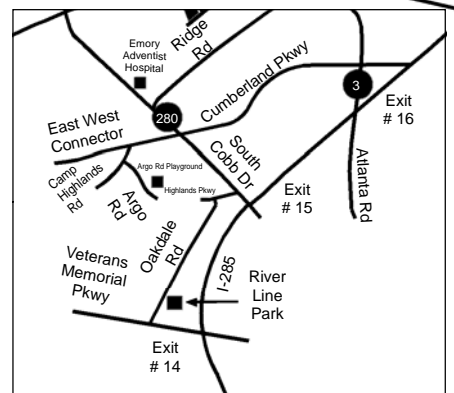 Ridge
Rd
Emory
Adventist
Hospital
Cumberland Pkwy
3
280
East West
Connector
Exit
# 16
South
Cobb Dr
Camp
Highlands
Rd
Argo Rd Playground
Highlands Pkwy
Argo
Rd
Exit
# 15
Atlanta Rd
Oakdale
Rd
Veterans
Memorial
Pkwy
I-285
River
Line
Park
Exit
# 14